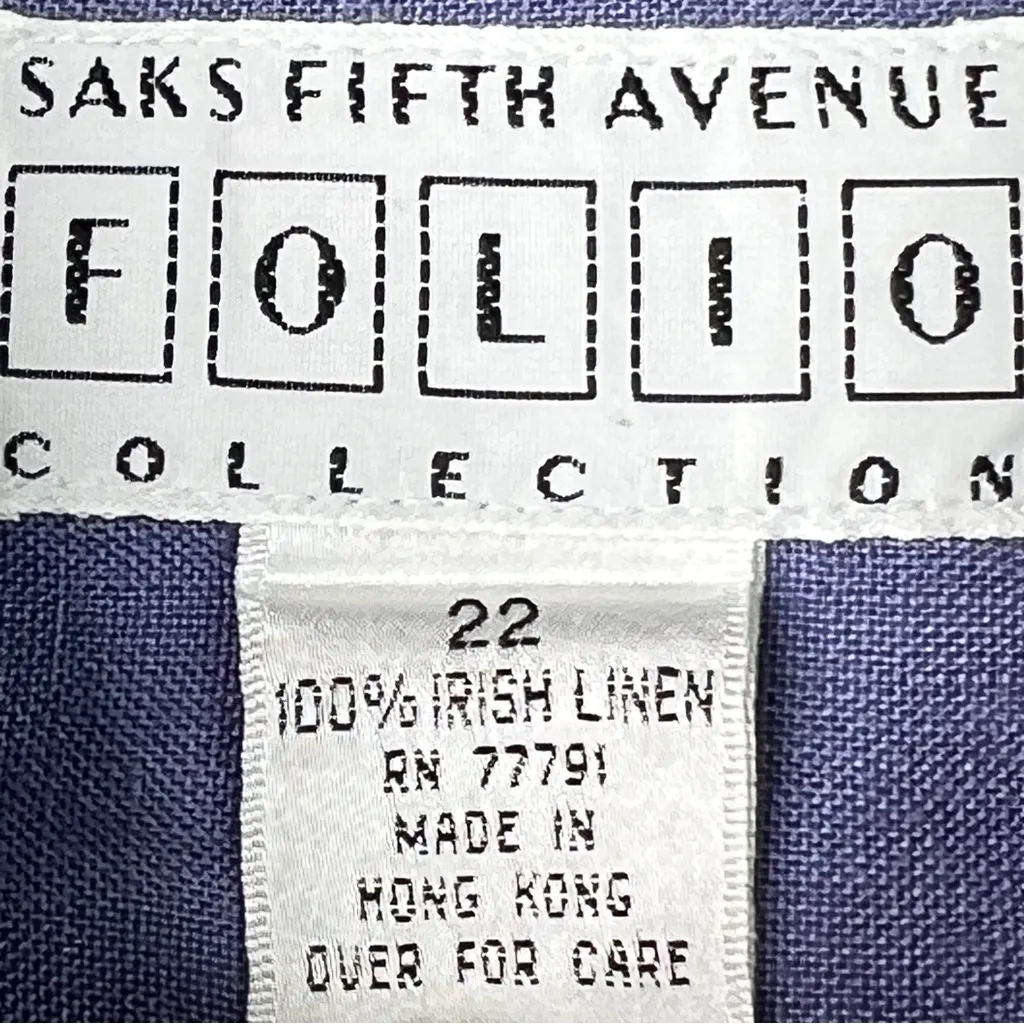 SAKS FIFTH AVENUE
FOLIO
COLLECTION
22
100% IRISH LINEN
RN 77791
MADE IN
HONG KONG
OVER FOR CARE